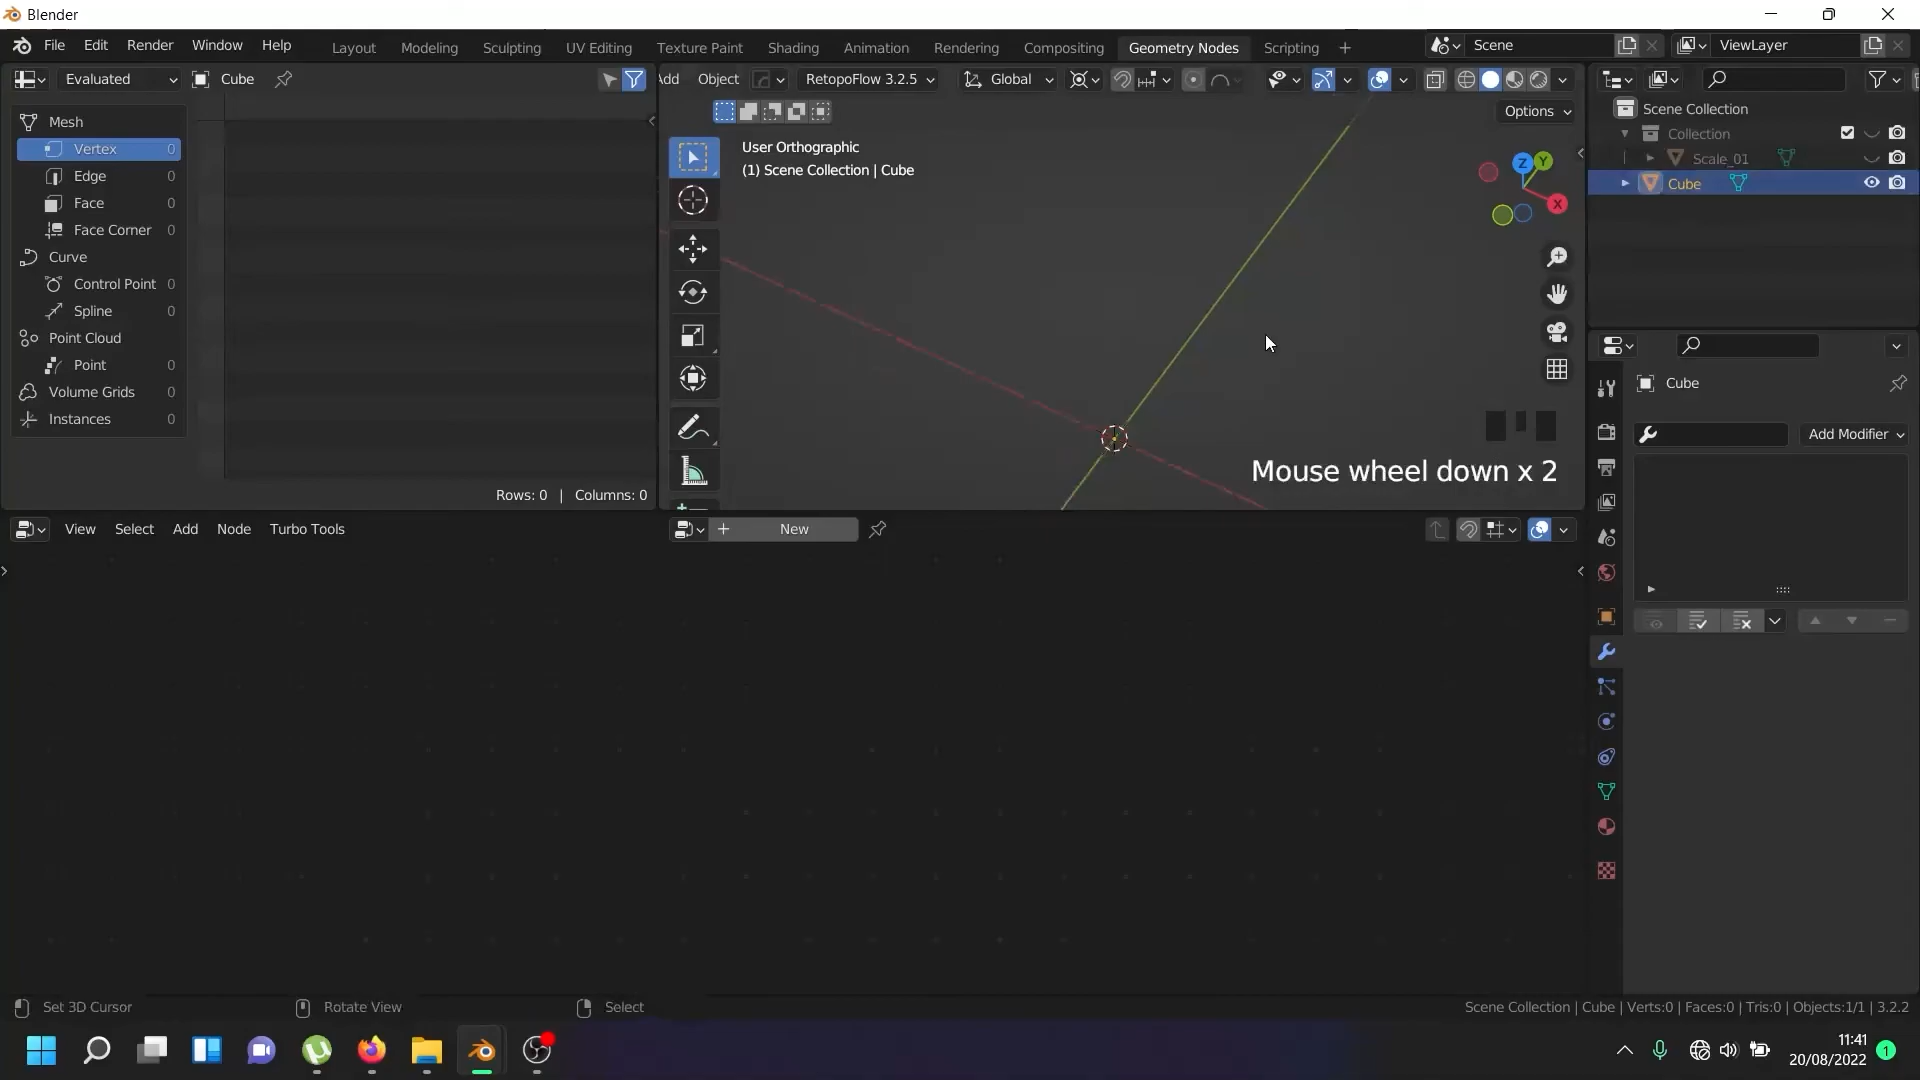 Blender
File Edit Render Window Help Layout Modeling Sculpting UV Editing Texture Paint Shading Animation Rendering Compositing Geometry Nodes Scripting + Scene ViewLayer
Evaluated Cube
dd Object RetopoFlow 3.2.5 Global
Options
Mesh
Vertex 0
Edge 0
Face 0
Face Corner 0
Curve
Control Point 0
Spline 0
Point Cloud
Point 0
Volume Grids 0
Instances 0
Rows: 0 | Columns: 0
User Orthographic
(1) Scene Collection | Cube
Z
Y
X
Mouse wheel down x 2
Scene Collection
Collection
Scale_01
Cube
Cube
Add Modifier
View Select Add Node Turbo Tools
+ New
Set 3D Cursor Rotate View Select
Scene Collection | Cube | Verts:0 | Faces:0 | Tris:0 | Objects:1/1 | 3.2.2
11:41
20/08/2022
1